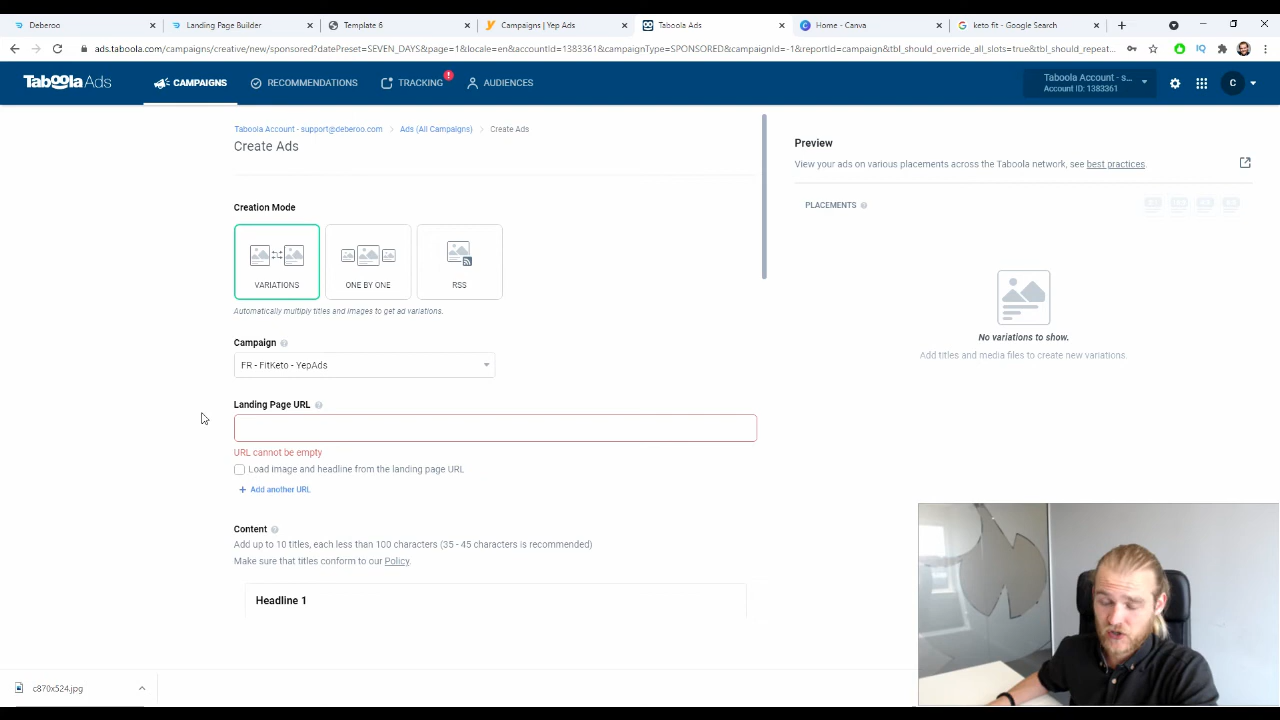 Deberoo
Landing Page Builder
Template 6
Campaigns | Yep Ads
Taboola Ads
Home - Canva
keto fit - Google Search
ads.taboola.com/campaigns/creative/new/sponsored?datePreset=SEVEN_DAYS&page=1&locale=en&accountId=1383361&campaignType=SPONSORED&campaignId=-1&reportId=campaign&tbl_should_override_all_slots=true&tbl_should_repeat...
Taboola Ads
CAMPAIGNS
RECOMMENDATIONS
TRACKING
AUDIENCES
Taboola Account - s...
Account ID: 1383361
C
Taboola Account - support@deberoo.com > Ads (All Campaigns) > Create Ads
Create Ads
Creation Mode
VARIATIONS
ONE BY ONE
RSS
Automatically multiply titles and images to get ad variations.
Campaign
FR - FitKeto - YepAds
Landing Page URL
URL cannot be empty
Load image and headline from the landing page URL
+ Add another URL
Content
Add up to 10 titles, each less than 100 characters (35 - 45 characters is recommended)
Make sure that titles conform to our Policy.
Headline 1
Preview
View your ads on various placements across the Taboola network, see best practices.
PLACEMENTS
No variations to show.
Add titles and media files to create new variations.
c870x524.jpg